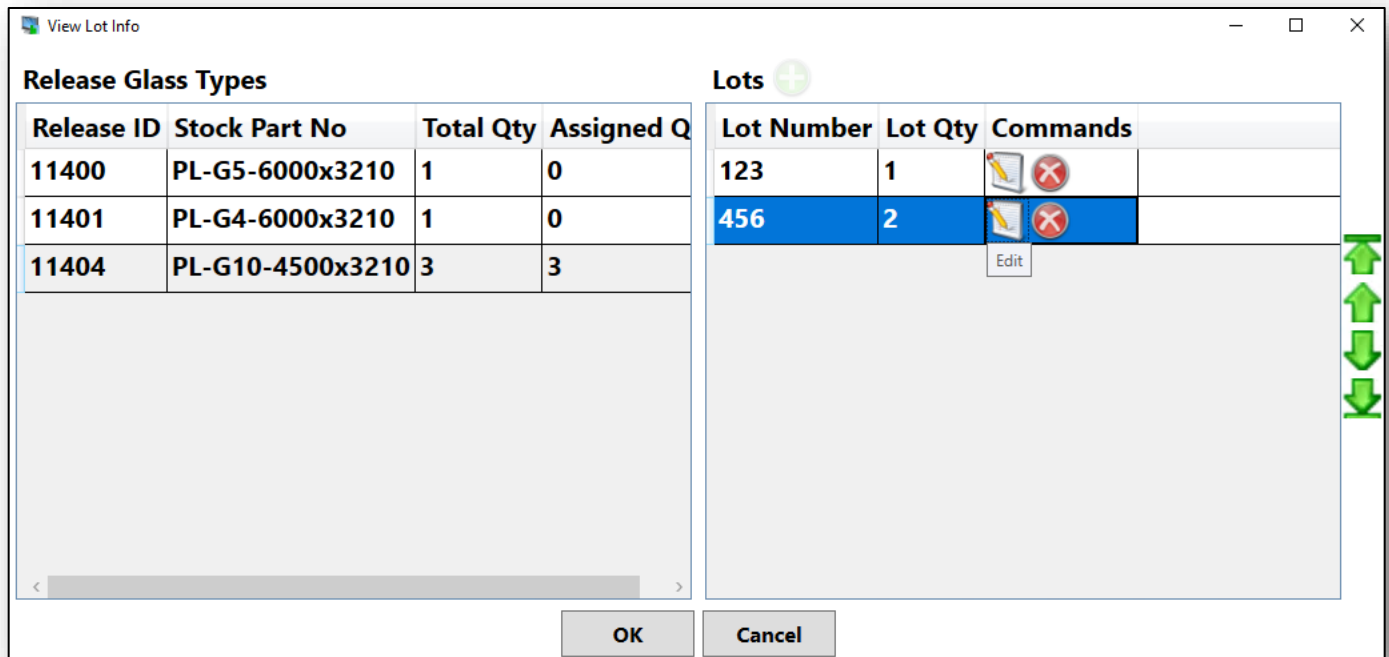 View Lot Info
Release Glass Types
Release ID Stock Part No Total Qty Assigned Q
11400 PL-G5-6000x3210 1 0
11401 PL-G4-6000x3210 1 0
11404 PL-G10-4500x3210 3 3
Lots
Lot Number Lot Qty Commands
123 1
456 2
Edit
OK Cancel